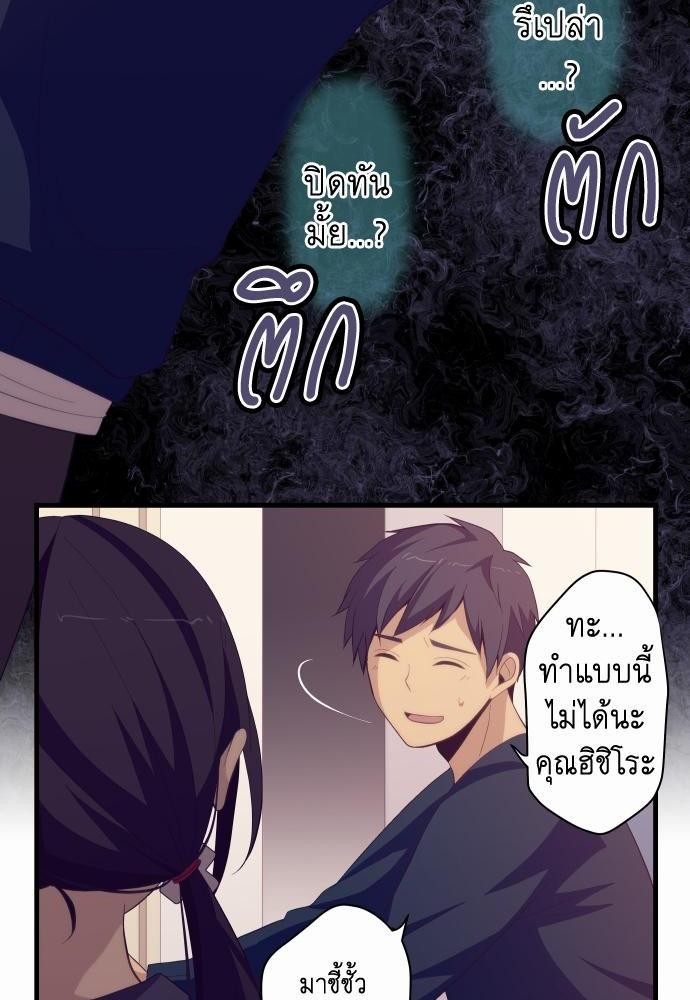 รึเปล่า
...?
ตัก
ปิดทัน
มั้ย...?
ตึก
ทะ...
ทำแบบนี้
ไม่ได้นะ
คุณฮิชิโระ
มาซี้ซั้ว